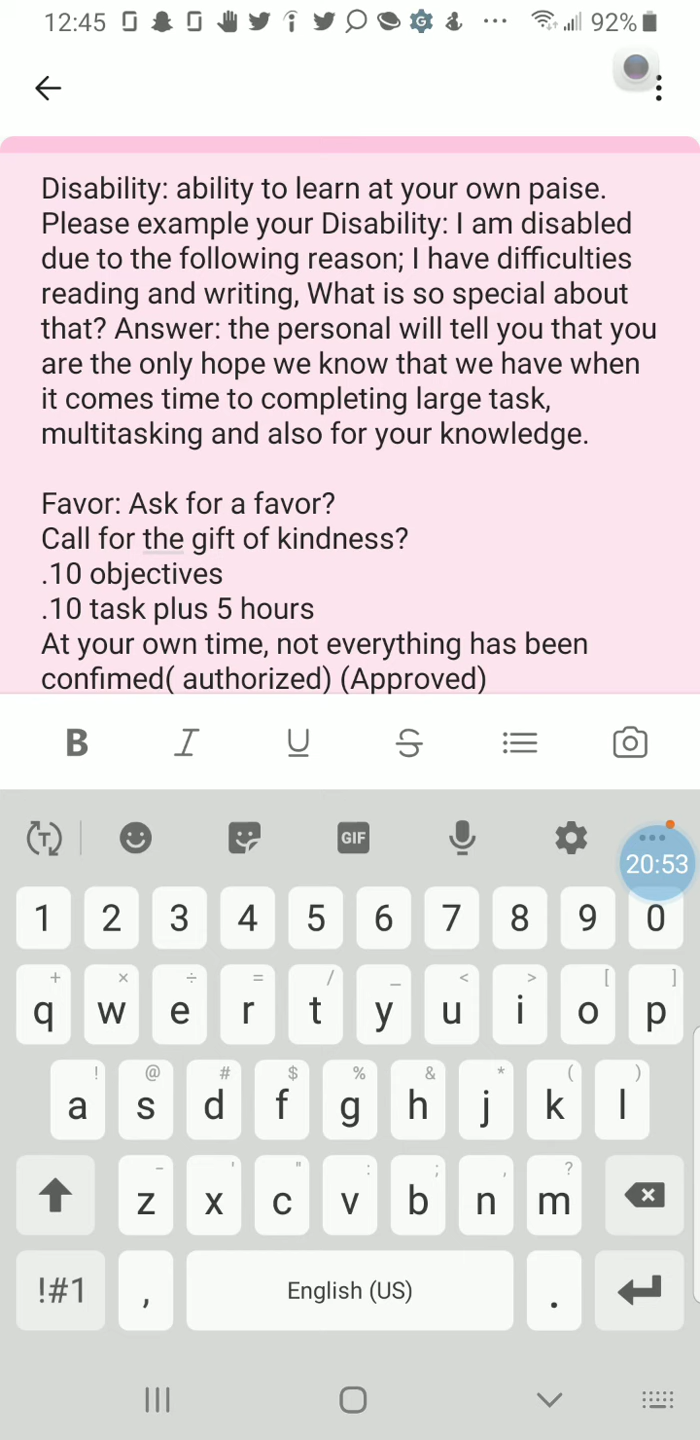 12:45 92%
Disability: ability to learn at your own paise.
Please example your Disability: I am disabled
due to the following reason; I have difficulties
reading and writing, What is so special about
that? Answer: the personal will tell you that you
are the only hope we know that we have when
it comes time to completing large task,
multitasking and also for your knowledge.
Favor: Ask for a favor?
Call for the gift of kindness?
.10 objectives
.10 task plus 5 hours
At your own time, not everything has been
confimed( authorized) (Approved)
B I U S
T GIF
20:53
1 2 3 4 5 6 7 8 9 0
+ × ÷ = / _ < > [ ]
q w e r t y u i o p
! @ # $ % & * ( )
a s d f g h j k l
- ' " : ; , ?
z x c v b n m
!#1 , English (US) .